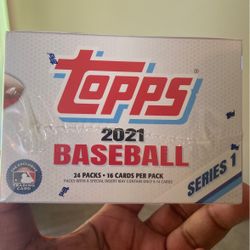 topps
2021
BASEBALL
SERIES 1
24 PACKS • 16 CARDS PER PACK